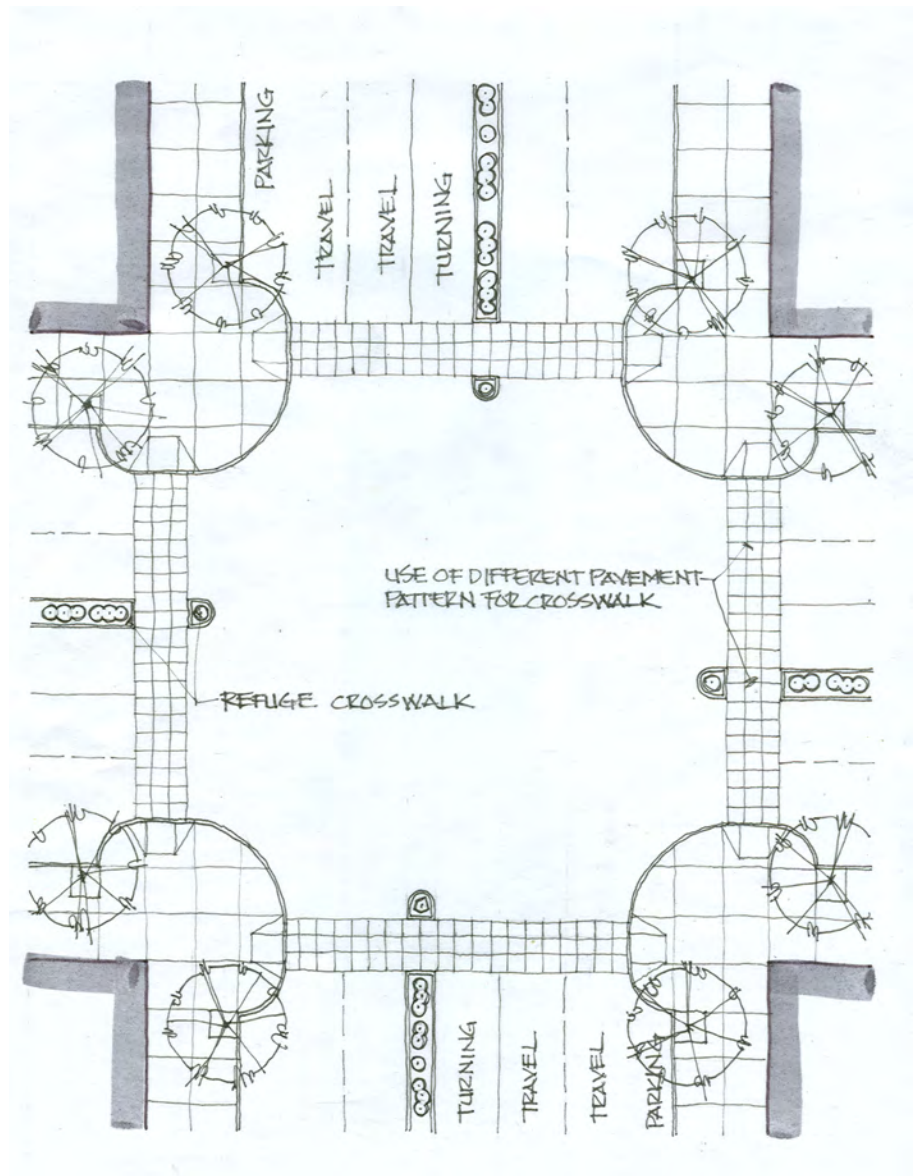 PARKING
TRAVEL
TRAVEL
TURNING
USE OF DIFFERENT PAVEMENT
PATTERN FOR CROSSWALK
REFUGE CROSSWALK
TURNING
TRAVEL
TRAVEL
PARKING